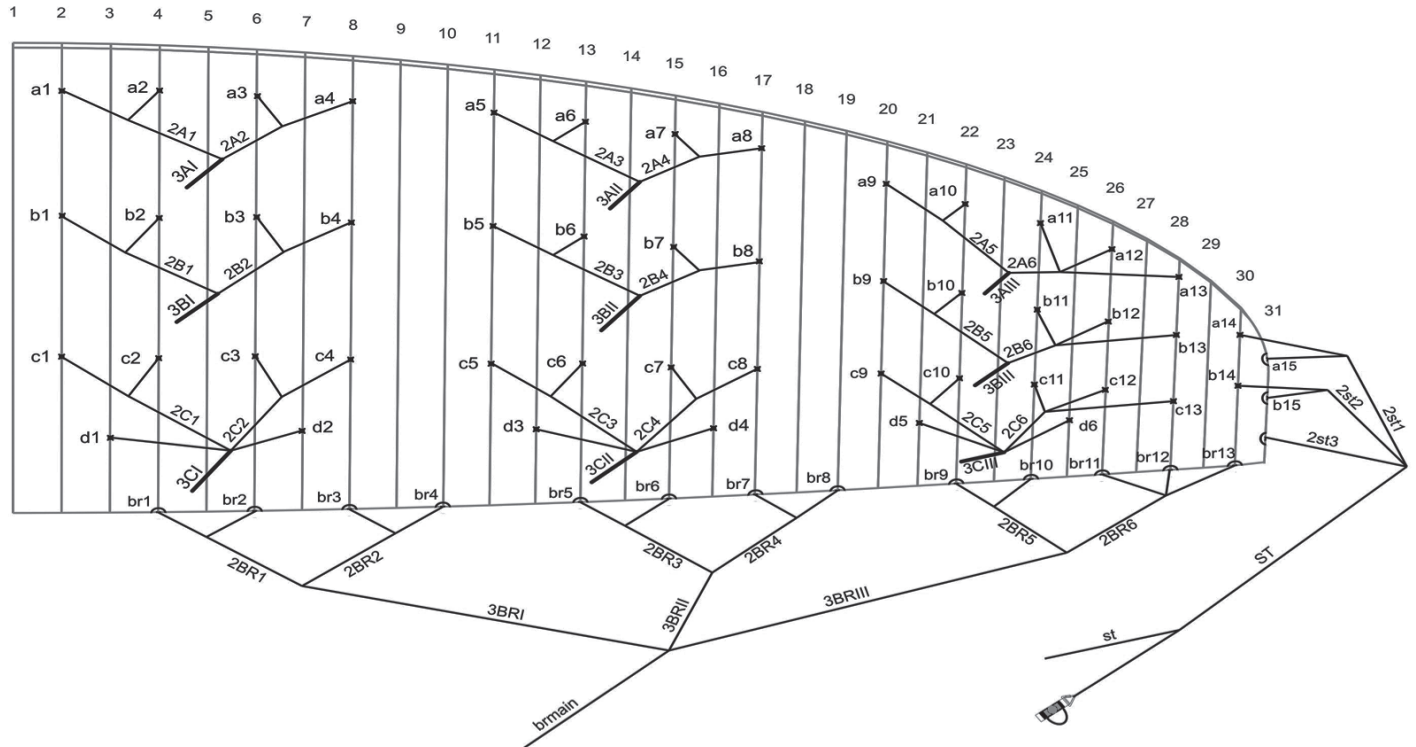 1 2 3 4 5 6 7 8 9 10 11 12 13 14 15 16 17 18 19 20 21 22 23 24 25 26 27 28 29 30 31
a1 a2 a3 a4 a5 a6 a7 a8 a9 a10 a11 a12 a13 a14 a15
2A1 2A2 2A3 2A4 2A5 2A6
3AI 3AII 3AIII
b1 b2 b3 b4 b5 b6 b7 b8 b9 b10 b11 b12 b13 b14 b15
2B1 2B2 2B3 2B4 2B5 2B6
3BI 3BII 3BIII
c1 c2 c3 c4 c5 c6 c7 c8 c9 c10 c11 c12 c13
2C1 2C2 2C3 2C4 2C5 2C6
d1 d2 d3 d4 d5 d6
3CI 3CII 3CIII
2st1 2st2 2st3
br1 br2 br3 br4 br5 br6 br7 br8 br9 br10 br11 br12 br13
2BR1 2BR2 2BR3 2BR4 2BR5 2BR6
3BRI 3BRII 3BRIII
ST
st
brmain